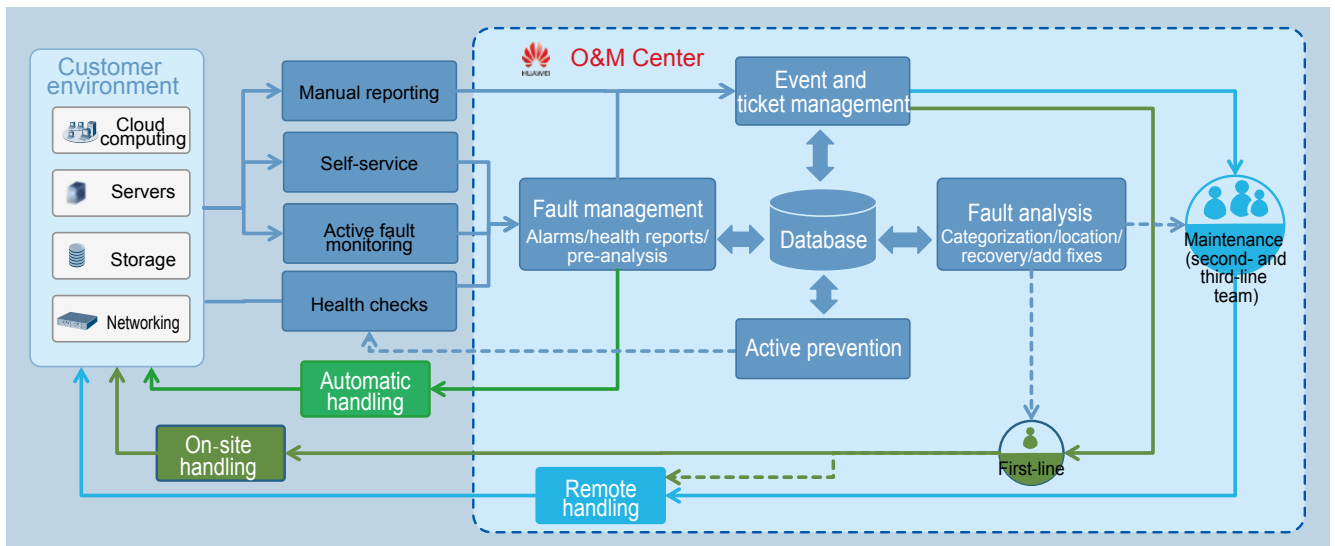 Customer
environment
Cloud
computing
Servers
Storage
Networking
Manual reporting
Self-service
Active fault
monitoring
Health checks
HUAWEI
O&M Center
Event and
ticket management
Fault management
Alarms/health reports/
pre-analysis
Database
Fault analysis
Categorization/location/
recovery/add fixes
Maintenance
(second- and
third-line
team)
Active prevention
Automatic
handling
On-site
handling
First-line
Remote
handling